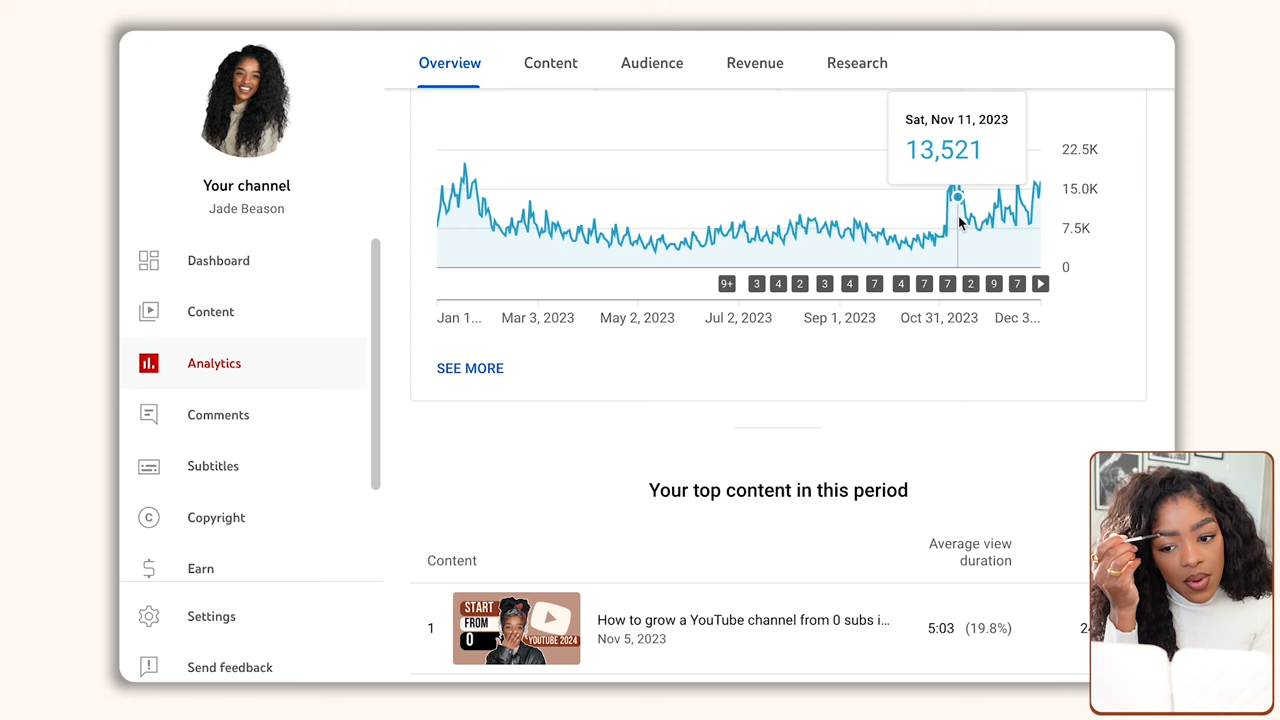 Overview Content Audience Revenue Research
Your channel
Jade Beason
Dashboard
Content
Analytics
Comments
Subtitles
Copyright
Earn
Settings
Send feedback
Sat, Nov 11, 2023
13,521
22.5K
15.0K
7.5K
0
9+ 3 4 2 3 4 7 4 7 7 2 9 7
Jan 1... Mar 3, 2023 May 2, 2023 Jul 2, 2023 Sep 1, 2023 Oct 31, 2023 Dec 3...
SEE MORE
Your top content in this period
Content
Average view
duration
1
START
FROM
0
YOUTUBE 2024
How to grow a YouTube channel from 0 subs i...
Nov 5, 2023
5:03 (19.8%)